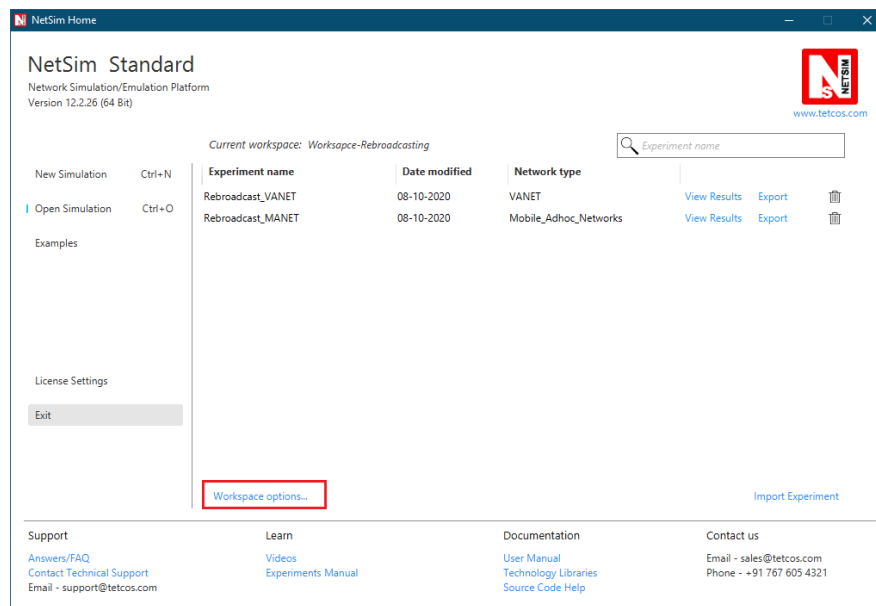 NetSim Home
NetSim Standard
Network Simulation/Emulation Platform
Version 12.2.26 (64 Bit)
NETSIM
www.tetcos.com
Current workspace: Worksapce-Rebroadcasting
Experiment name
New Simulation Ctrl+N
Open Simulation Ctrl+O
Examples
License Settings
Exit
Experiment name Date modified Network type
Rebroadcast_VANET 08-10-2020 VANET View Results Export
Rebroadcast_MANET 08-10-2020 Mobile_Adhoc_Networks View Results Export
Workspace options... Import Experiment
Support
Answers/FAQ
Contact Technical Support
Email - support@tetcos.com
Learn
Videos
Experiments Manual
Documentation
User Manual
Technology Libraries
Source Code Help
Contact us
Email - sales@tetcos.com
Phone - +91 767 605 4321